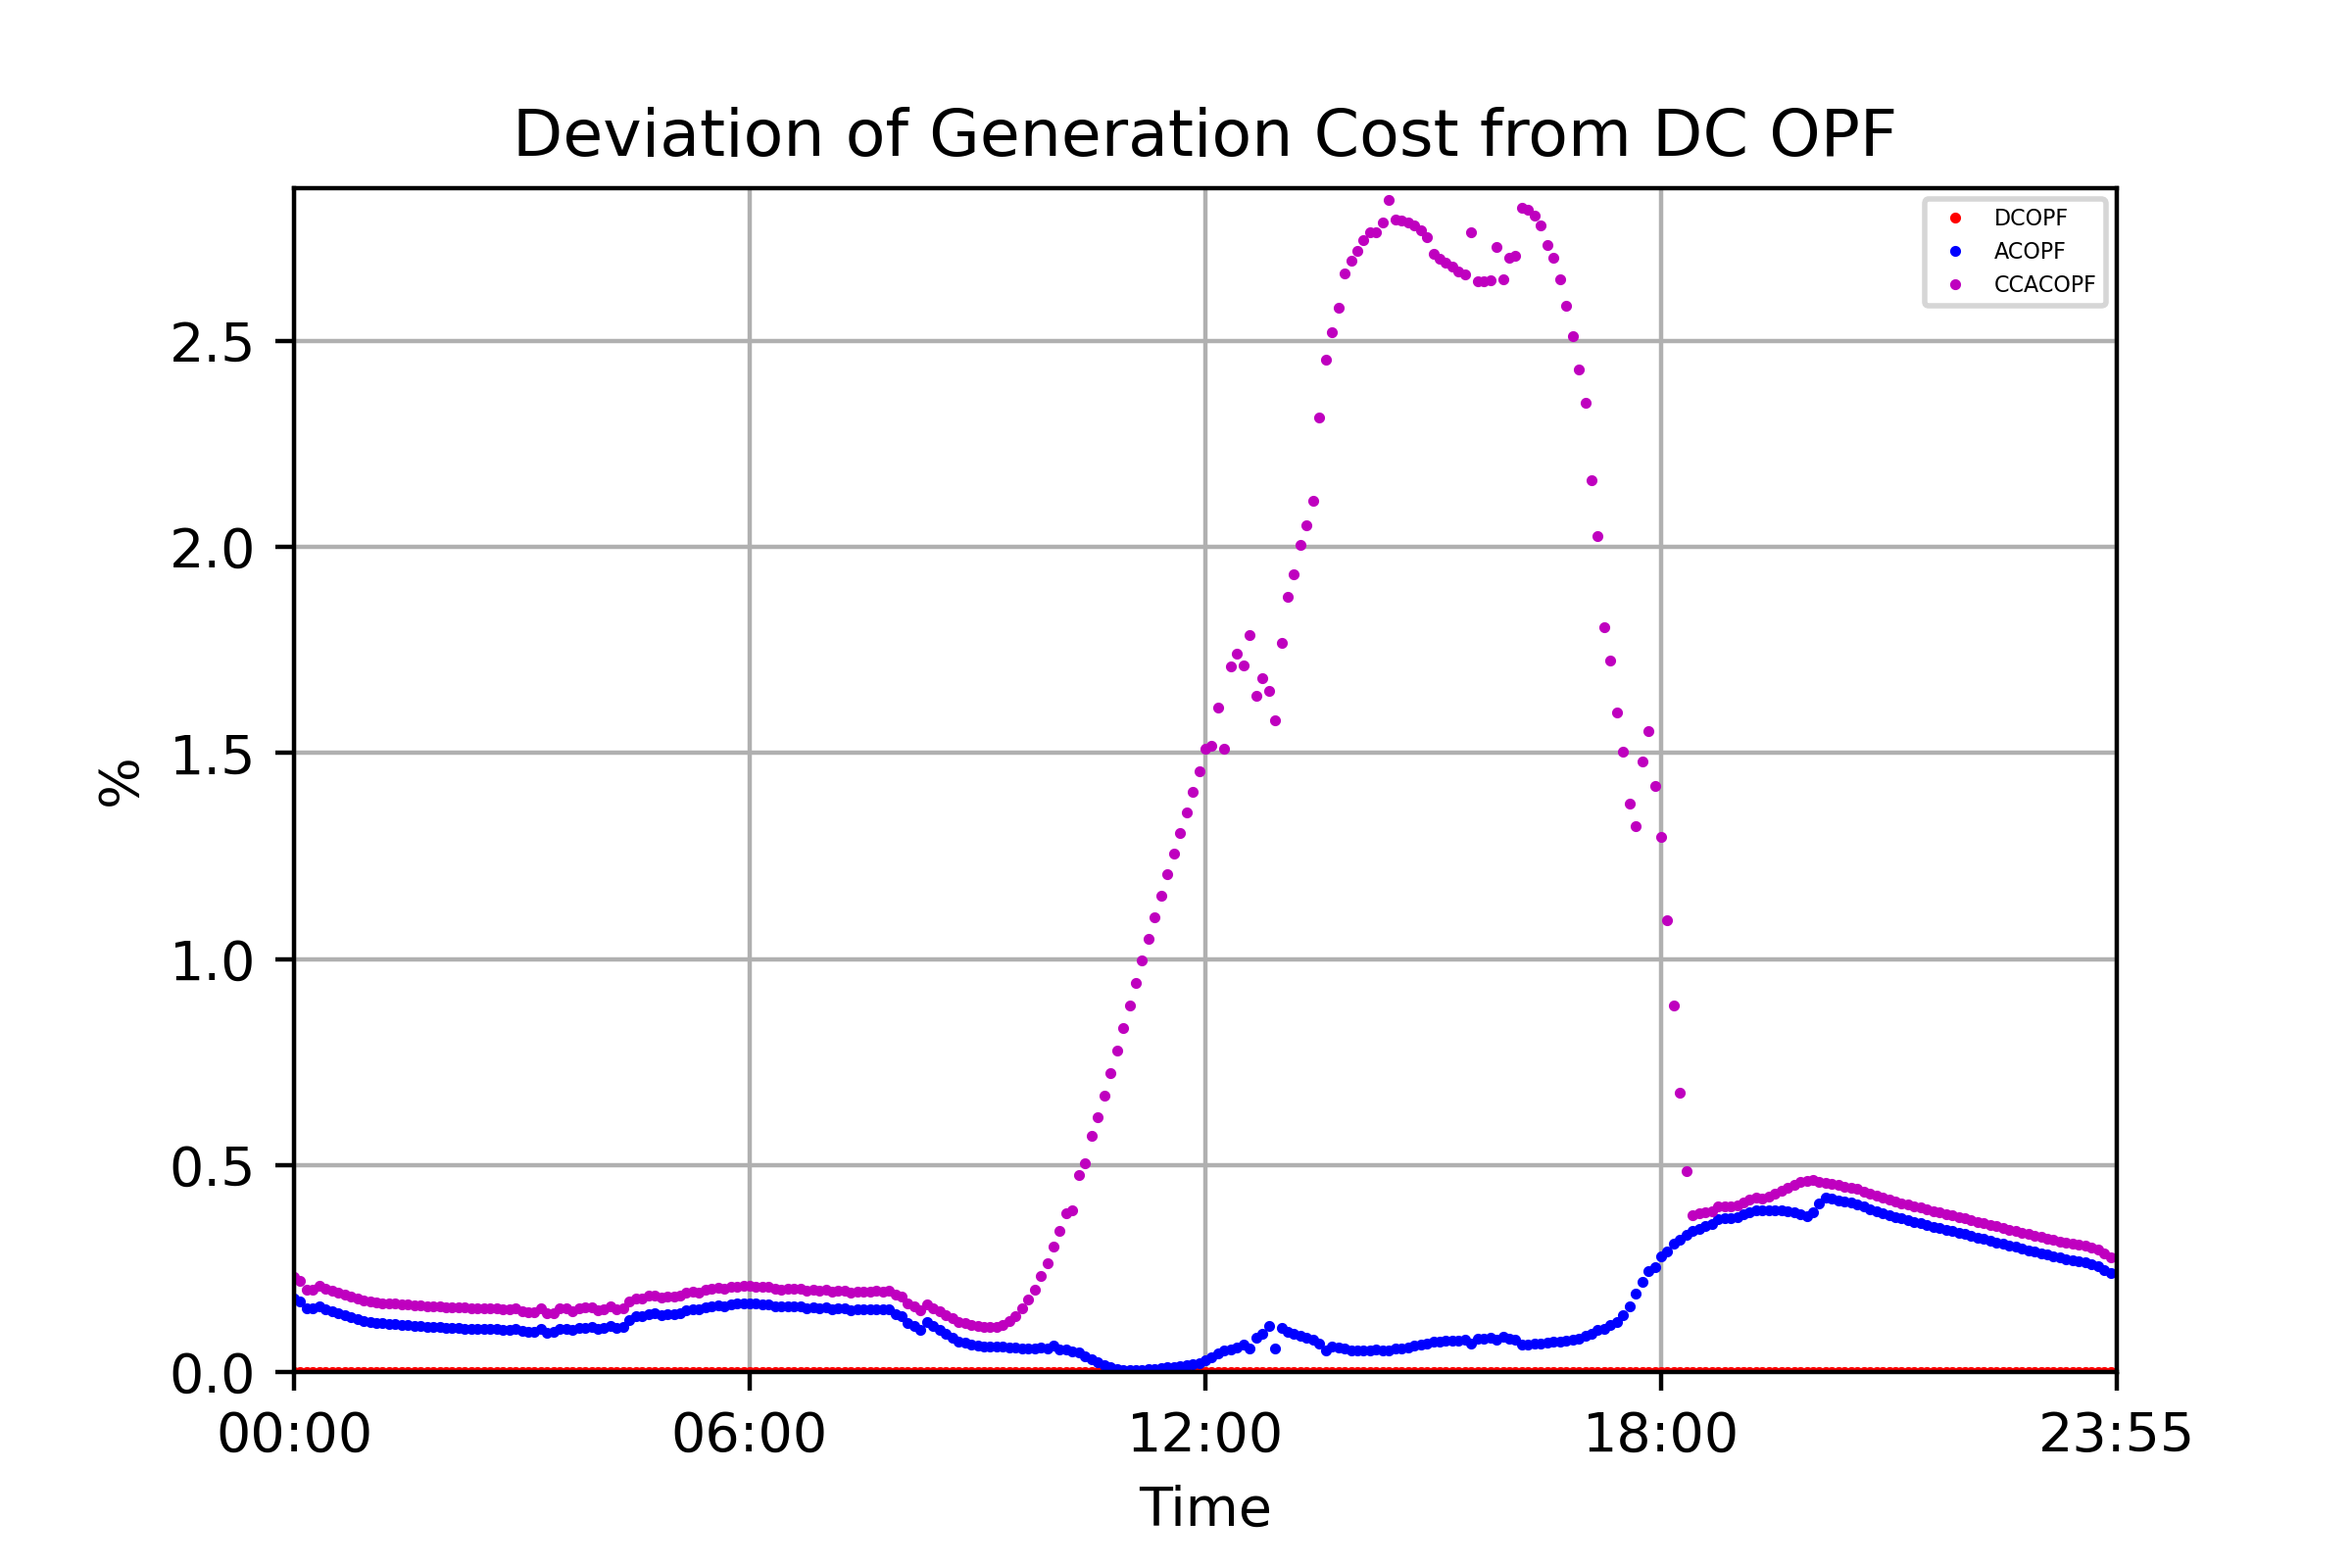 Deviation of Generation Cost from DC OPF
DCOPF
ACOPF
CCACOPF
2.5
2.0
1.5
1.0
0.5
0.0
%
00:00 06:00 12:00 18:00 23:55
Time